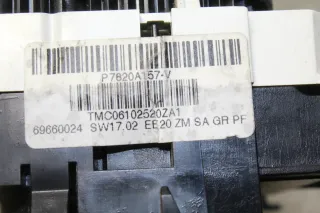 P7820A157-V
TMC06102520ZA1
69660024 SW17.02 EE20 ZM SA GR PF